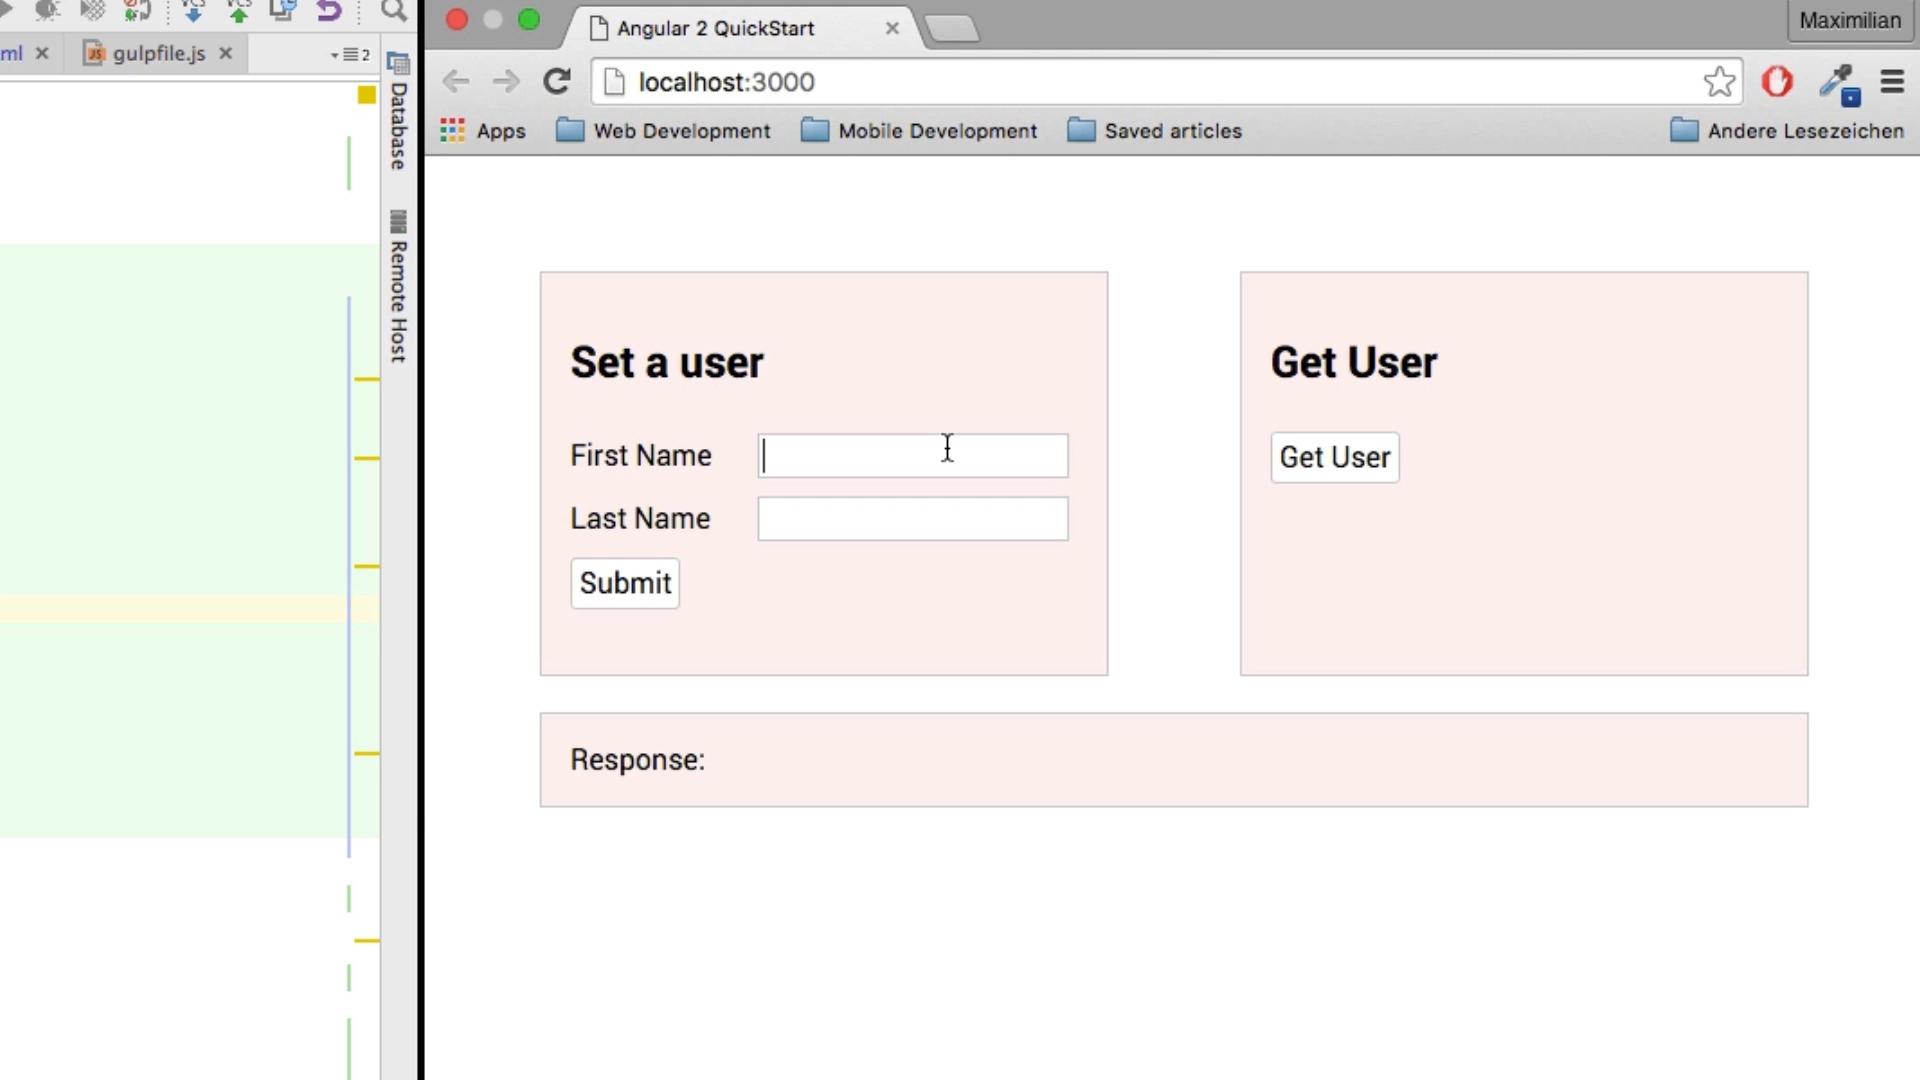 ml
gulpfile.js
2
Database
Remote Host
Angular 2 QuickStart
Maximilian
localhost:3000
Apps
Web Development
Mobile Development
Saved articles
Andere Lesezeichen
Set a user
First Name
Last Name
Submit
Get User
Get User
Response: